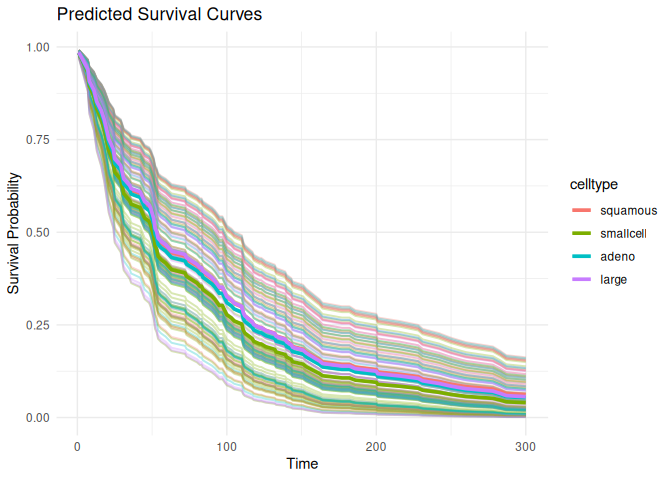 Predicted Survival Curves
1.00
0.75
0.50
0.25
0.00
Survival Probability
0
100
200
300
Time
celltype
squamous
smallcell
adeno
large